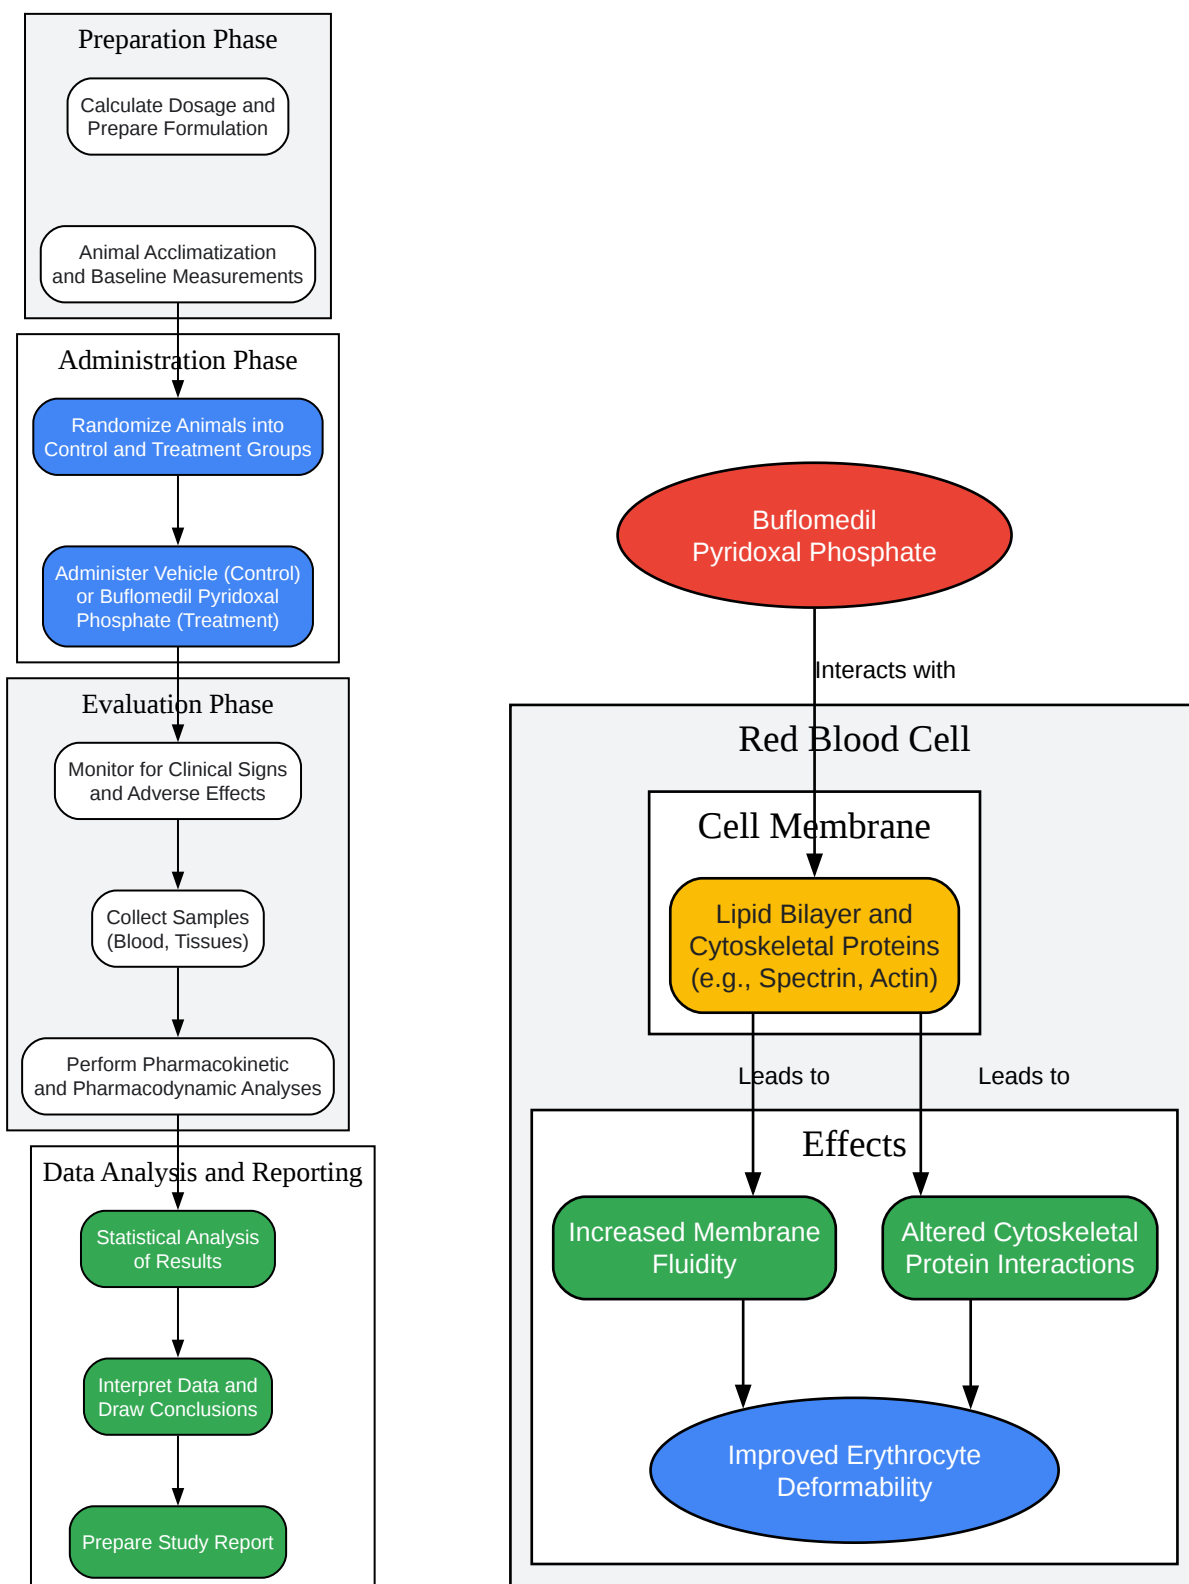 Preparation Phase
Calculate Dosage and
Prepare Formulation
Animal Acclimatization
and Baseline Measurements
Administration Phase
Randomize Animals into
Control and Treatment Groups
Administer Vehicle (Control)
or Buflomedil Pyridoxal
Phosphate (Treatment)
Evaluation Phase
Monitor for Clinical Signs
and Adverse Effects
Collect Samples
(Blood, Tissues)
Perform Pharmacokinetic
and Pharmacodynamic Analyses
Data Analysis and Reporting
Statistical Analysis
of Results
Interpret Data and
Draw Conclusions
Prepare Study Report
Buflomedil
Pyridoxal Phosphate
Interacts with
Red Blood Cell
Cell Membrane
Lipid Bilayer and
Cytoskeletal Proteins
(e.g., Spectrin, Actin)
Leads to
Leads to
Effects
Increased Membrane
Fluidity
Altered Cytoskeletal
Protein Interactions
Improved Erythrocyte
Deformability